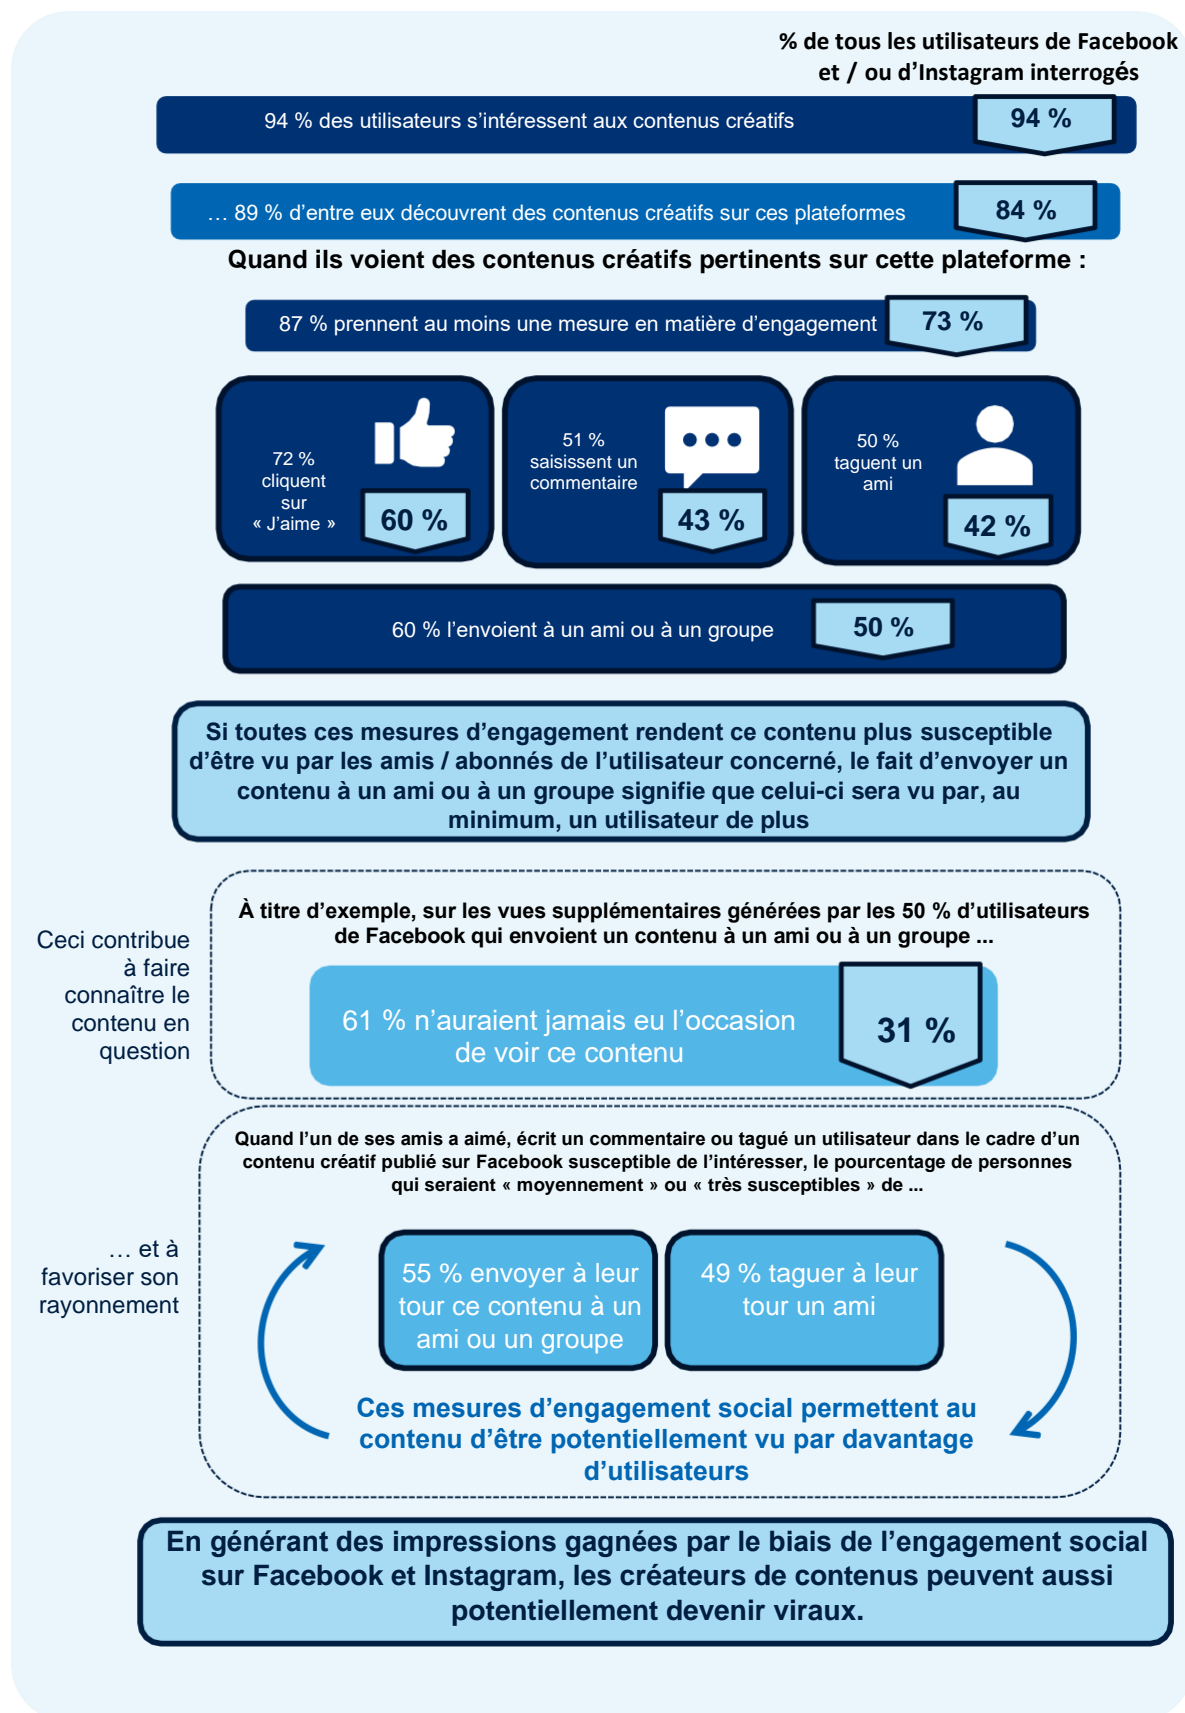 % de tous les utilisateurs de Facebook
et / ou d’Instagram interrogés
94 % des utilisateurs s’intéressent aux contenus créatifs
94 %
… 89 % d’entre eux découvrent des contenus créatifs sur ces plateformes
84 %
Quand ils voient des contenus créatifs pertinents sur cette plateforme :
87 % prennent au moins une mesure en matière d’engagement
73 %
72 %
cliquent
sur
« J’aime »
60 %
51 %
saisissent un
commentaire
43 %
50 %
taguent un
ami
42 %
60 % l’envoient à un ami ou à un groupe
50 %
Si toutes ces mesures d’engagement rendent ce contenu plus susceptible
d’être vu par les amis / abonnés de l’utilisateur concerné, le fait d’envoyer un
contenu à un ami ou à un groupe signifie que celui-ci sera vu par, au
minimum, un utilisateur de plus
Ceci contribue
à faire
connaître le
contenu en
question
À titre d’exemple, sur les vues supplémentaires générées par les 50 % d’utilisateurs
de Facebook qui envoient un contenu à un ami ou à un groupe ...
61 % n’auraient jamais eu l’occasion
de voir ce contenu
31 %
… et à
favoriser son
rayonnement
Quand l’un de ses amis a aimé, écrit un commentaire ou tagué un utilisateur dans le cadre d’un
contenu créatif publié sur Facebook susceptible de l’intéresser, le pourcentage de personnes
qui seraient « moyennement » ou « très susceptibles » de ...
55 % envoyer à leur
tour ce contenu à un
ami ou un groupe
49 % taguer à leur
tour un ami
Ces mesures d’engagement social permettent au
contenu d’être potentiellement vu par davantage
d’utilisateurs
En générant des impressions gagnées par le biais de l’engagement social
sur Facebook et Instagram, les créateurs de contenus peuvent aussi
potentiellement devenir viraux.